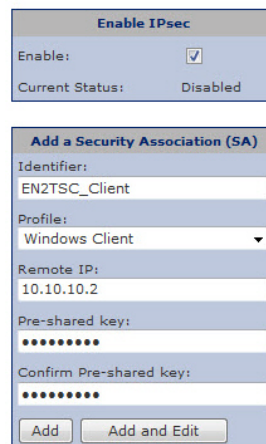 Enable IPsec
Enable:
Current Status: Disabled
Add a Security Association (SA)
Identifier:
EN2TSC_Client
Profile:
Windows Client
Remote IP:
10.10.10.2
Pre-shared key:
•••••••••
Confirm Pre-shared key:
•••••••••
Add Add and Edit